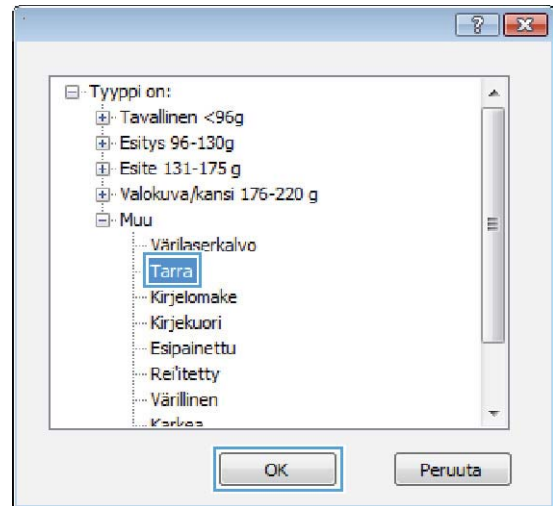 Tyyppi on:
Tavallinen <96g
Esitys 96-130g
Esite 131-175 g
Valokuva/kansi 176-220 g
Muu
Värilaserkalvo
Tarra
Kirjelomake
Kirjekuori
Esipainettu
Rei'itetty
Värillinen
Karkea
OK
Peruuta